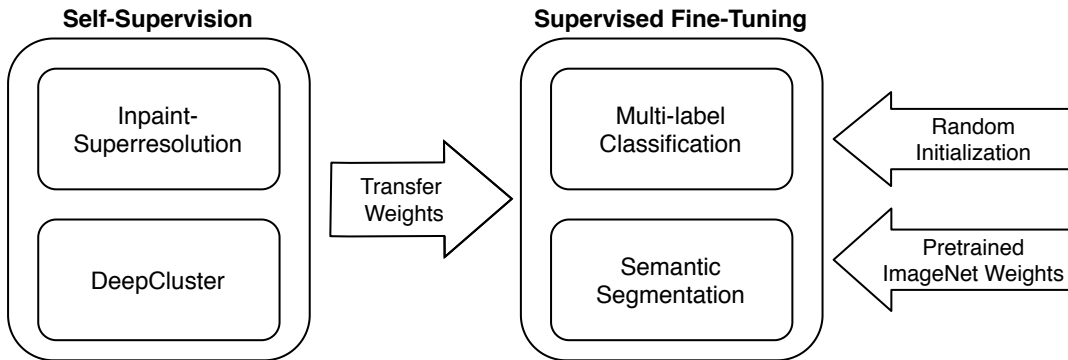 Self-Supervision
Inpaint-
Superresolution
DeepCluster
Transfer
Weights
Supervised Fine-Tuning
Multi-label
Classification
Semantic
Segmentation
Random
Initialization
Pretrained
ImageNet Weights